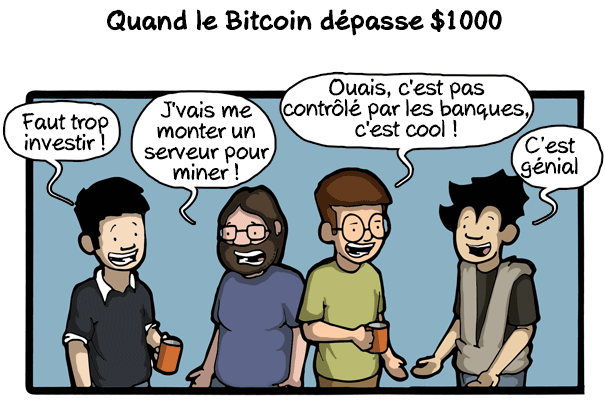 Quand le Bitcoin dépasse $1000
Faut trop
investir !
J'vais me
monter un
serveur pour
miner !
Ouais, c'est pas
contrôlé par les banques,
c'est cool !
C'est
génial